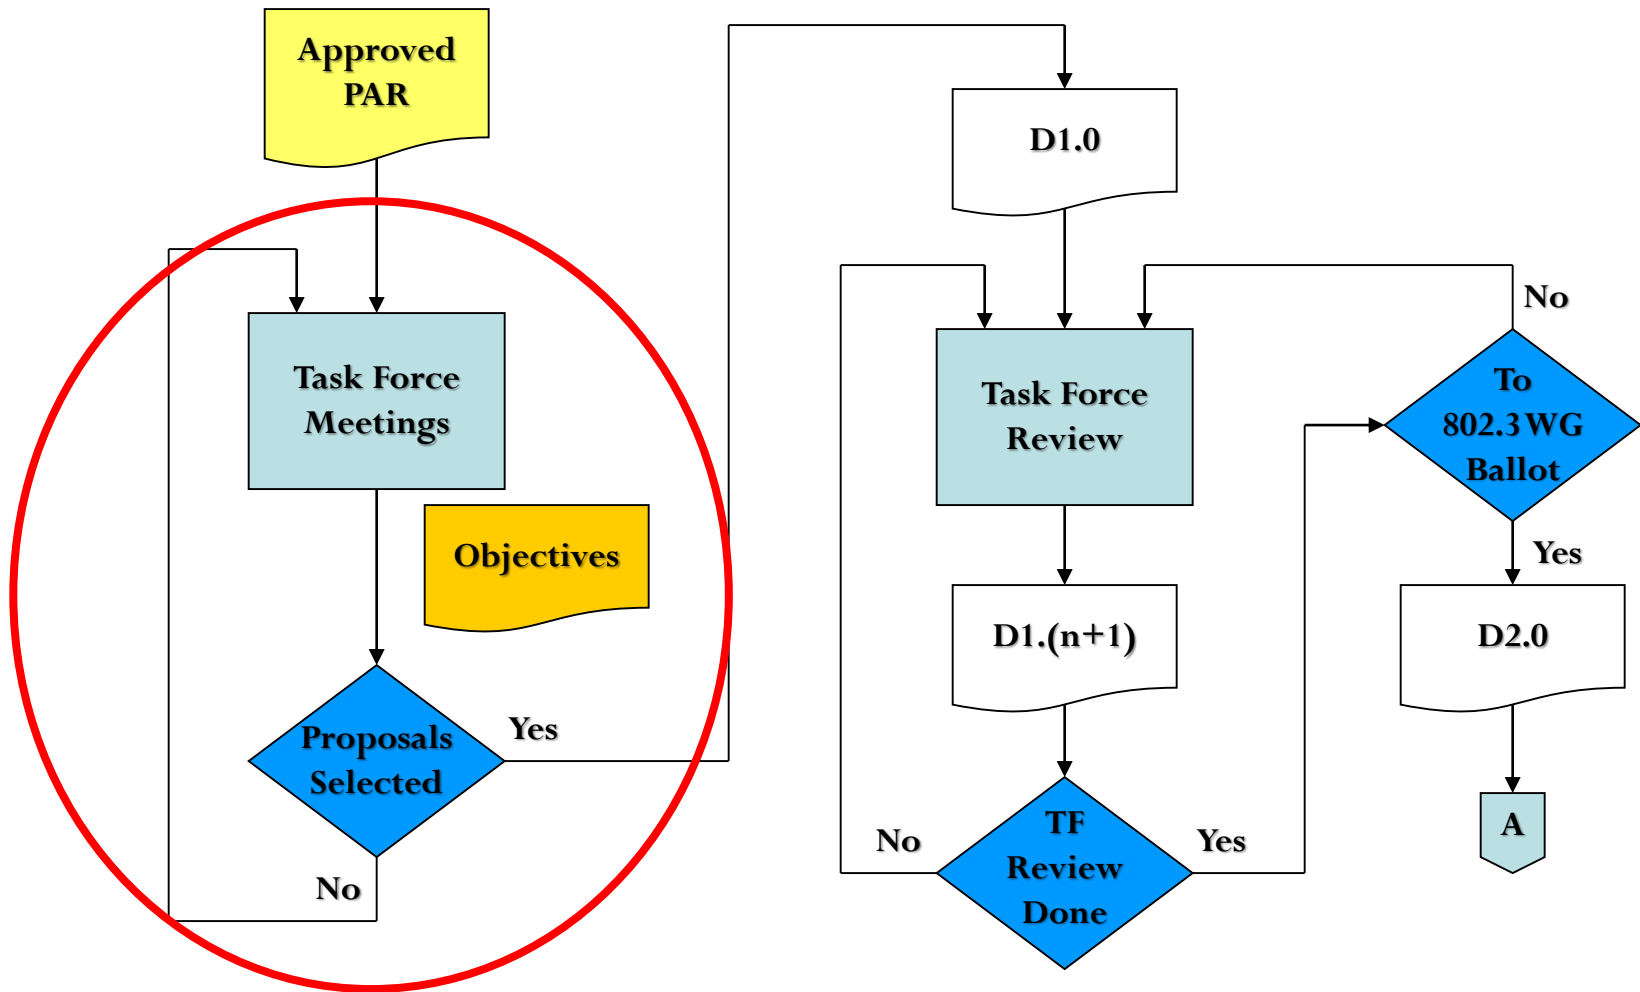 Approved
PAR
Task Force
Meetings
Objectives
Proposals
Selected
Yes
No
D1.0
Task Force
Review
D1.(n+1)
TF
Review
Done
No
Yes
To
802.3 WG
Ballot
No
Yes
D2.0
A